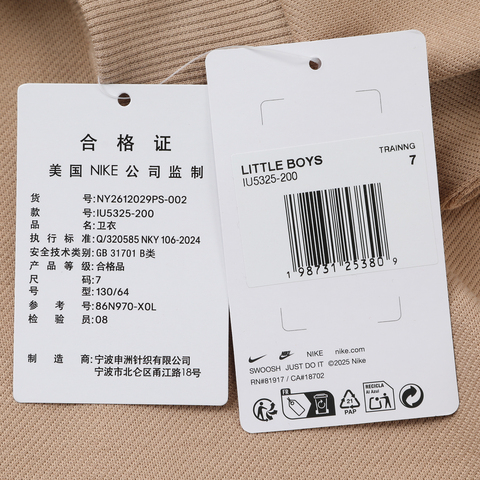 合格证
美国 NIKE 公司监制
货号:NY2612029PS-002
款号:IU5325-200
品名:卫衣
执行标准:Q/320585 NKY 106-2024
安全技术类别:GB 31701 B类
产品等级:合格品
尺码:7
号型:130/64
参考号:86N970-X0L
检验员:08
制造商:宁波申洲针织有限公司
宁波市北仑区甬江路18号
TRAINNG
LITTLE BOYS 7
IU5325-200
1 98731 25380 9
NIKE nike.com
SWOOSH JUST DO IT ©2025 Nike
RN#81917 / CA#18702
FR
21
PAP
RECICLA
Al Azul